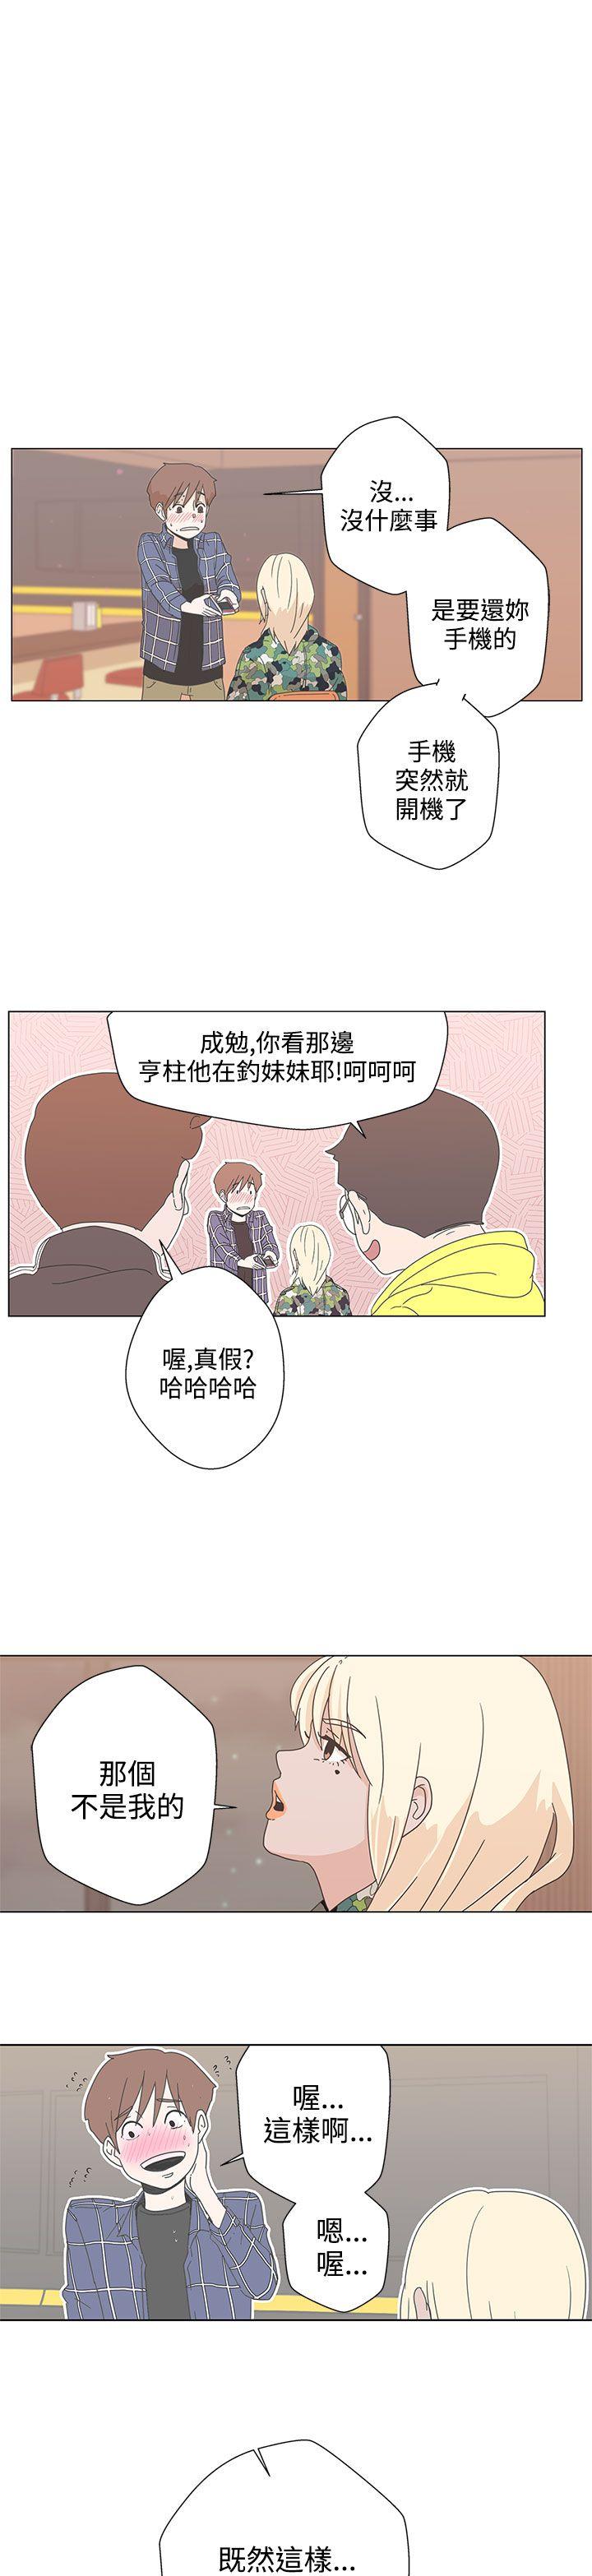 沒...
沒什麼事
是要還妳
手機的
手機
突然就
開機了
成勉,你看那邊
亨柱他在釣妹妹耶!呵呵呵
喔,真假?
哈哈哈哈
那個
不是我的
喔...
這樣啊...
嗯...
喔...
既然這樣...